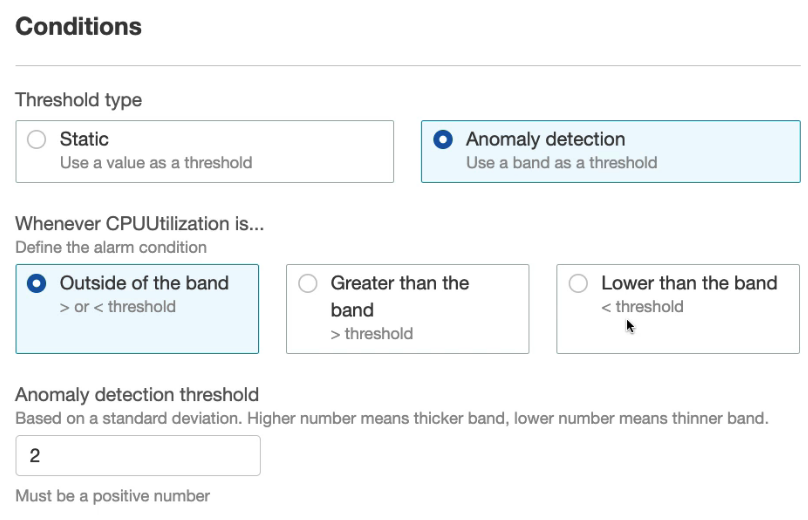 Conditions
Threshold type
Static
Use a value as a threshold
Anomaly detection
Use a band as a threshold
Whenever CPUUtilization is...
Define the alarm condition
Outside of the band
> or < threshold
Greater than the
band
> threshold
Lower than the band
< threshold
Anomaly detection threshold
Based on a standard deviation. Higher number means thicker band, lower number means thinner band.
2
Must be a positive number